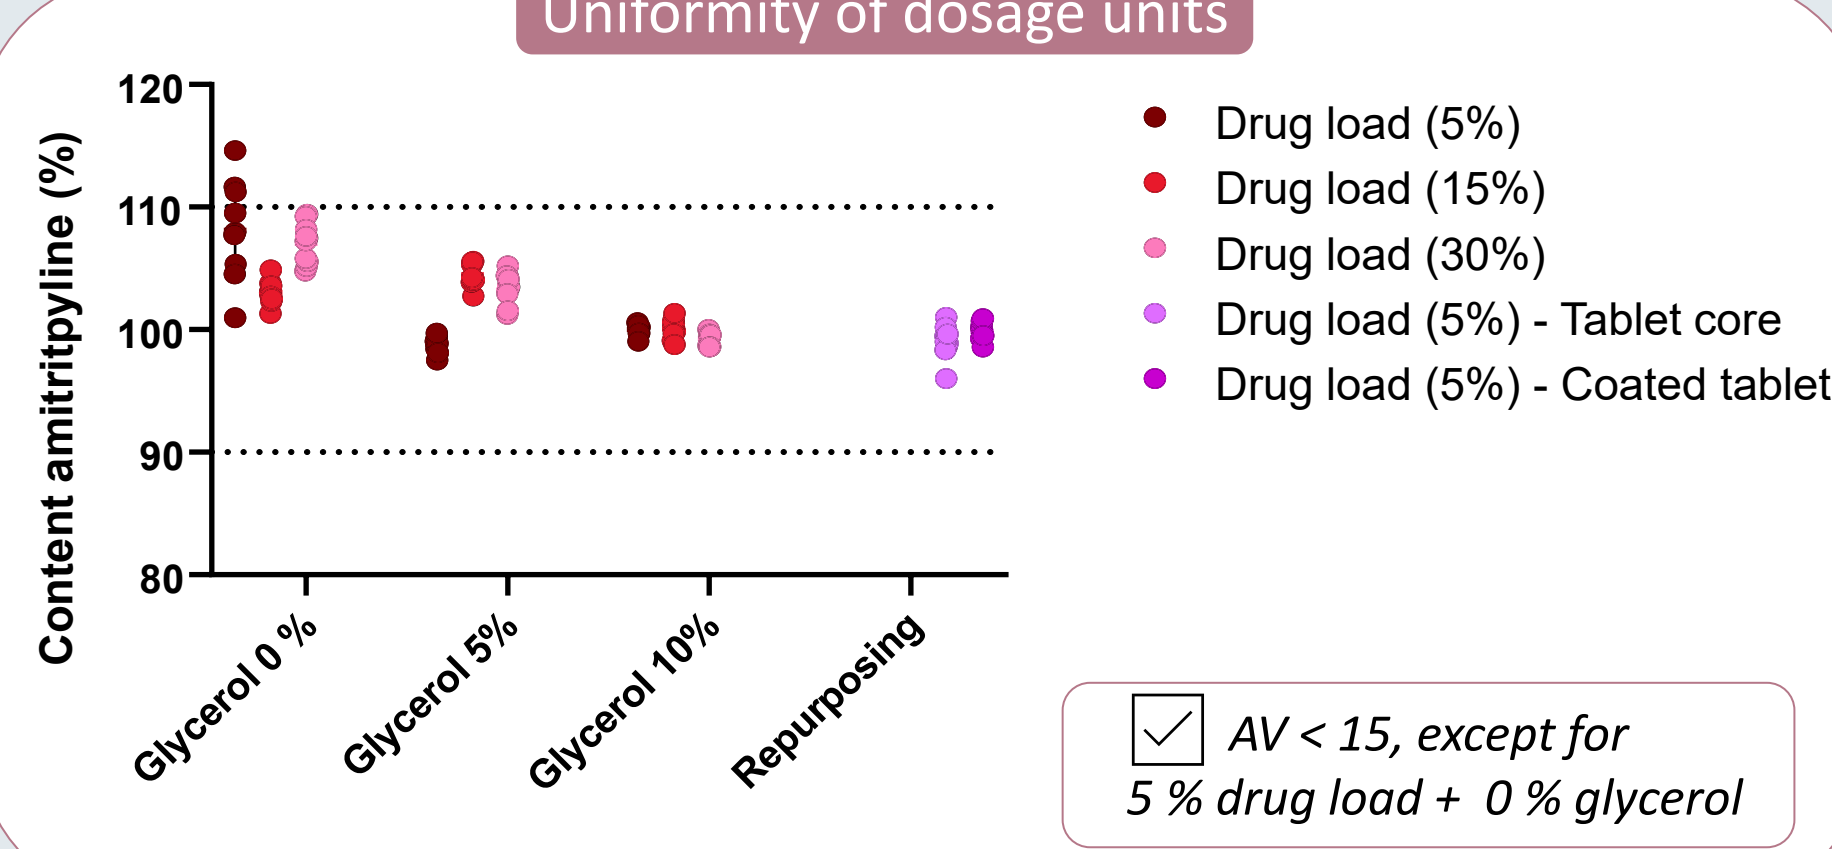 Uniformity of dosage units
Content amitritpyline (%)
120
110
100
90
80
Glycerol 0 %
Glycerol 5%
Glycerol 10%
Repurposing
Drug load (5%)
Drug load (15%)
Drug load (30%)
Drug load (5%) - Tablet core
Drug load (5%) - Coated tablet
AV < 15, except for
5 % drug load + 0 % glycerol